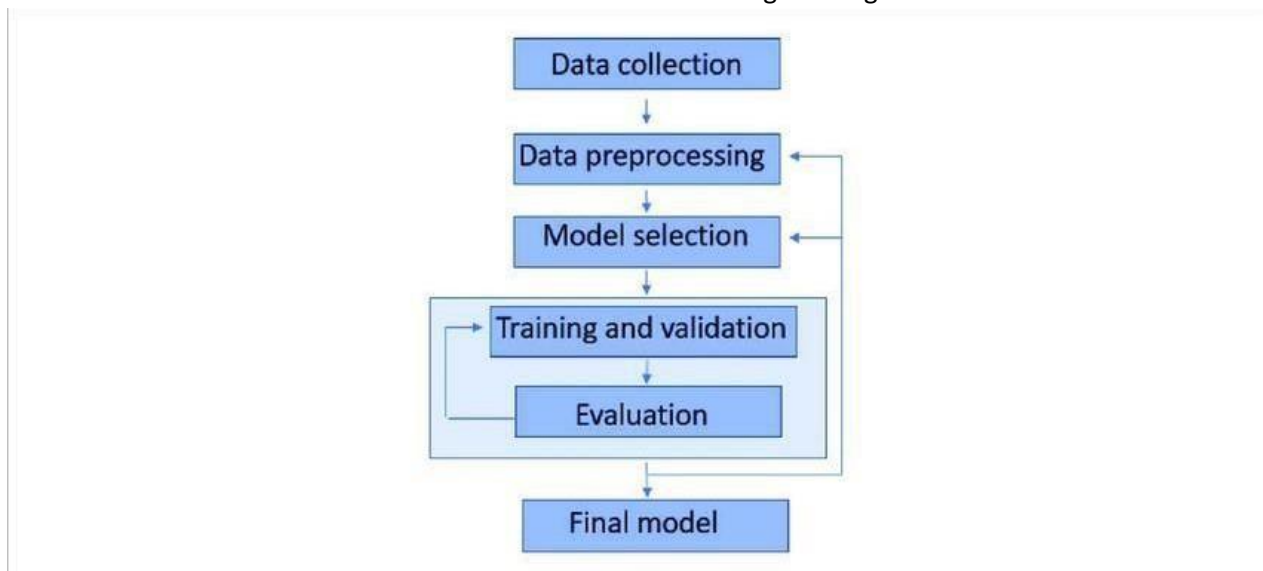 Data collection
Data preprocessing
Model selection
Training and validation
Evaluation
Final model